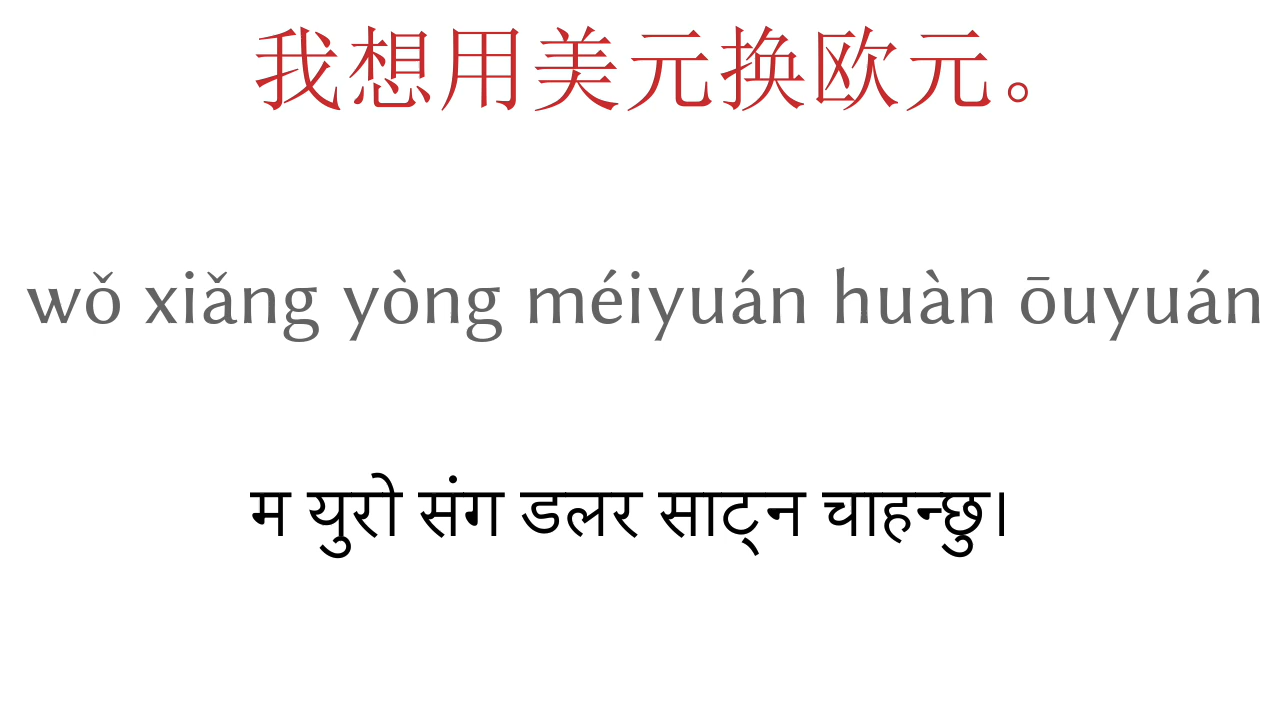 我想用美元换欧元。
wǒ xiǎng yòng méiyuán huàn ōuyuán
म युरो संग डलर साट्न चाहन्छु।